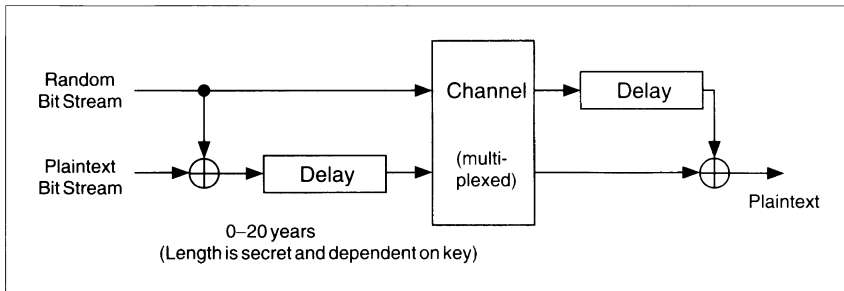 Random
Bit Stream
Plaintext
Bit Stream
Delay
0–20 years
(Length is secret and dependent on key)
Channel
(multi-
plexed)
Delay
Plaintext